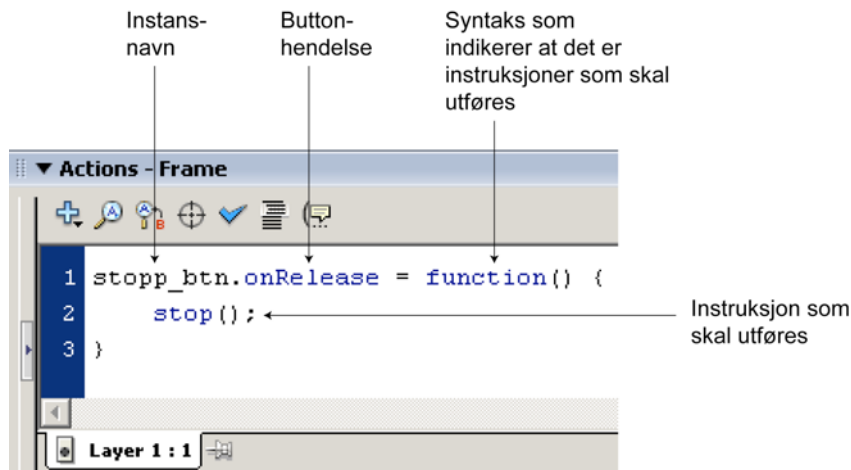 Instans-
navn
Button-
hendelse
Syntaks som
indikerer at det er
instruksjoner som skal
utføres
Actions - Frame
1 stopp_btn.onRelease = function() {
2 stop();
3 }
Instruksjon som
skal utføres
Layer 1 : 1